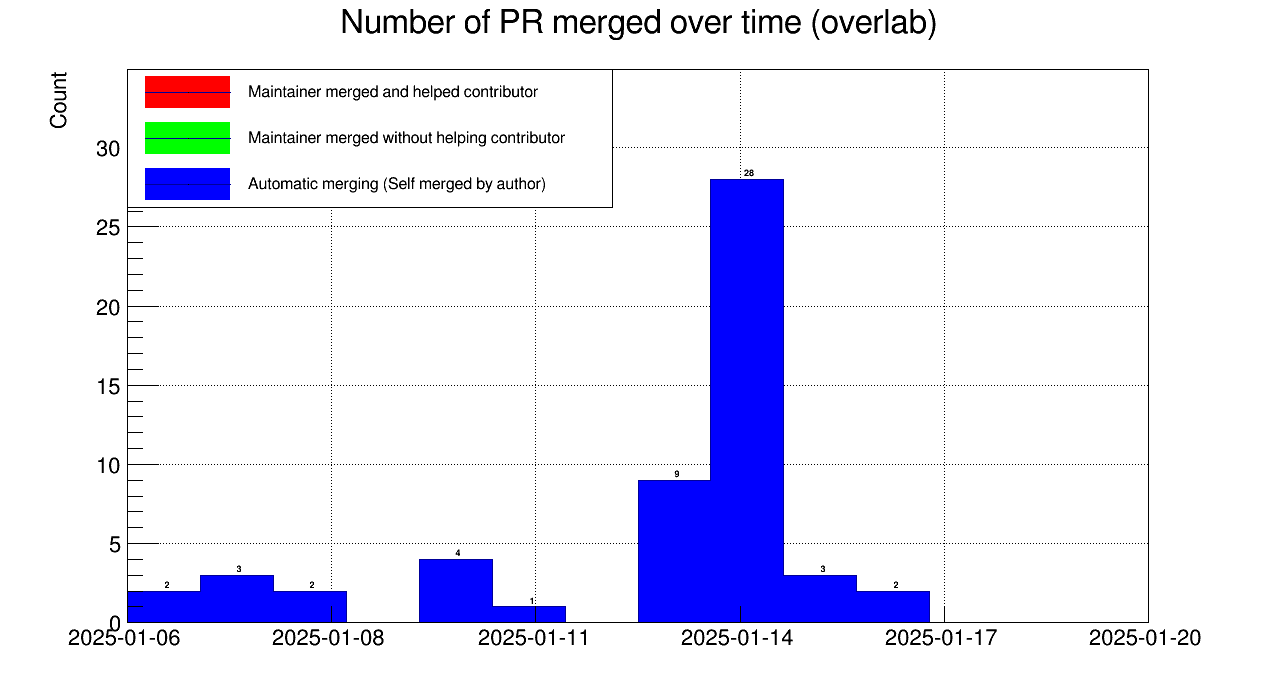 Number of PR merged over time (overlab)
Count
Maintainer merged and helped contributor
Maintainer merged without helping contributor
Automatic merging (Self merged by author)
30
25
20
15
10
5
0
2
3
2
4
1
9
28
3
2
2025-01-06 2025-01-08 2025-01-11 2025-01-14 2025-01-17 2025-01-20